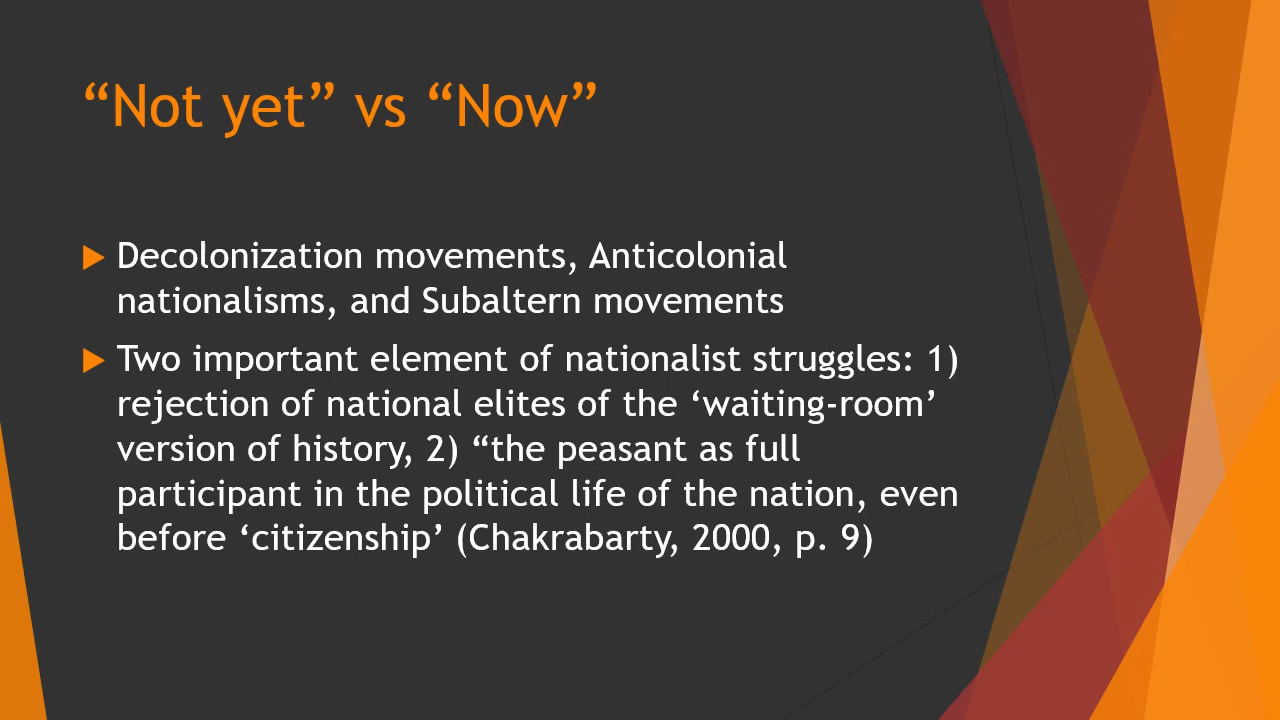 “Not yet” vs “Now”
Decolonization movements, Anticolonial
nationalisms, and Subaltern movements
Two important element of nationalist struggles: 1)
rejection of national elites of the ‘waiting-room’
version of history, 2) “the peasant as full
participant in the political life of the nation, even
before ‘citizenship’ (Chakrabarty, 2000, p. 9)